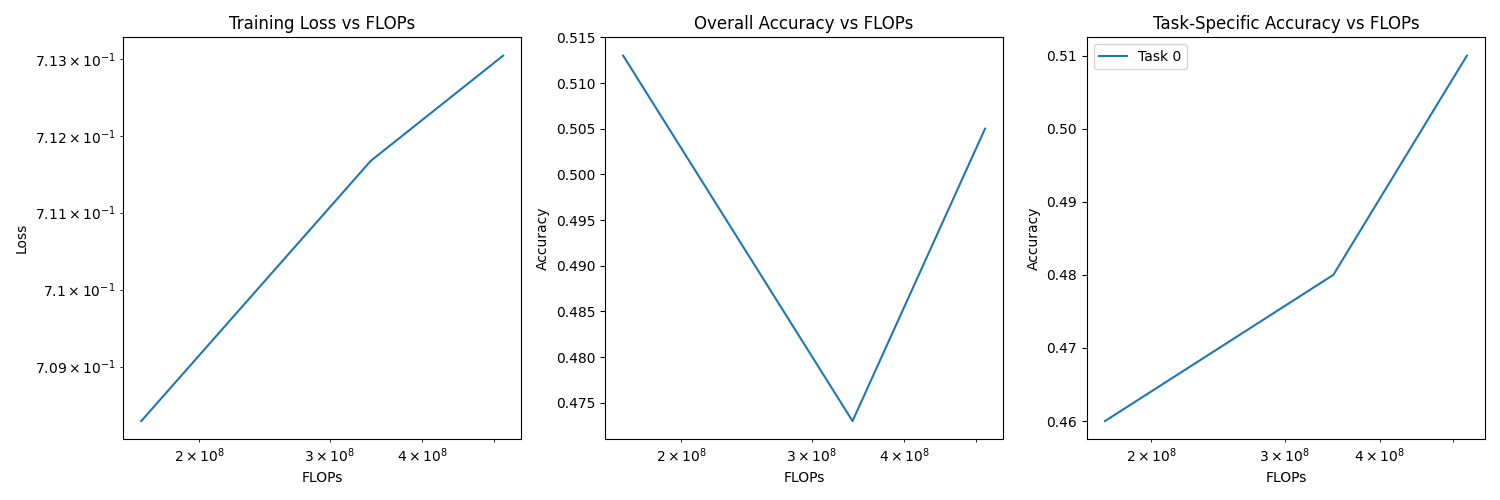 Training Loss vs FLOPs
7.13 × 10⁻¹
7.12 × 10⁻¹
7.11 × 10⁻¹
7.1 × 10⁻¹
7.09 × 10⁻¹
Loss
2 × 10⁸
3 × 10⁸
4 × 10⁸
FLOPs
Overall Accuracy vs FLOPs
0.515
0.510
0.505
0.500
0.495
0.490
0.485
0.480
0.475
Accuracy
2 × 10⁸
3 × 10⁸
4 × 10⁸
FLOPs
Task-Specific Accuracy vs FLOPs
Task 0
0.51
0.50
0.49
0.48
0.47
0.46
Accuracy
2 × 10⁸
3 × 10⁸
4 × 10⁸
FLOPs